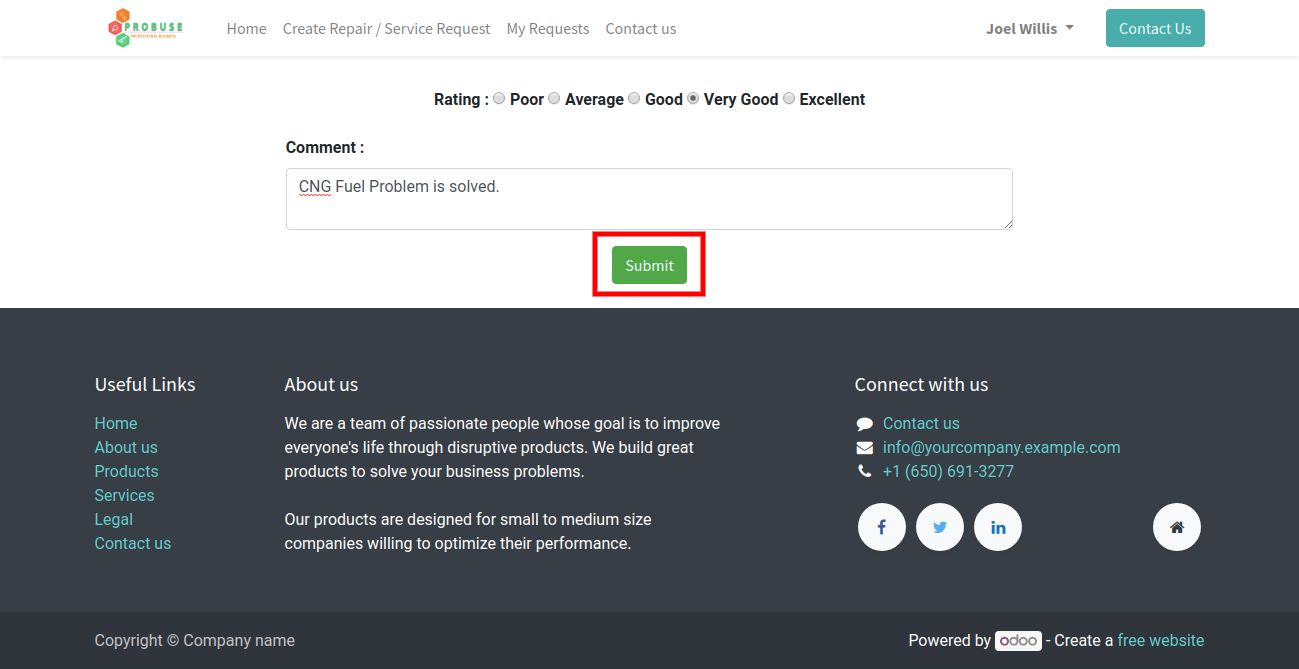 PROBUSE
PROFESSIONAL BUSINESS
Home Create Repair / Service Request My Requests Contact us Joel Willis Contact Us
Rating : Poor Average Good Very Good Excellent
Comment :
CNG Fuel Problem is solved.
Submit
Useful Links
Home
About us
Products
Services
Legal
Contact us
About us
We are a team of passionate people whose goal is to improve
everyone's life through disruptive products. We build great
products to solve your business problems.
Our products are designed for small to medium size
companies willing to optimize their performance.
Connect with us
Contact us
info@yourcompany.example.com
+1 (650) 691-3277
Copyright © Company name
Powered by odoo - Create a free website